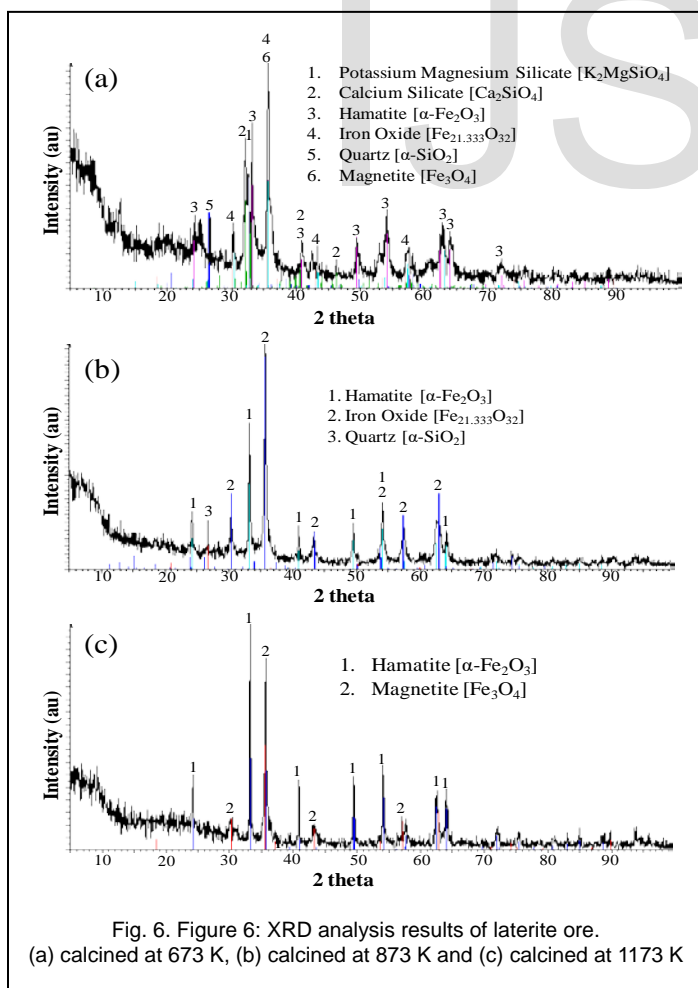 IJS
(a)
4
6
2
1
3
3
5
4
2
3
4
2
3
3
4
3
3
3
1. Potassium Magnesium Silicate [K₂MgSiO₄]
2. Calcium Silicate [Ca₂SiO₄]
3. Hamatite [α-Fe₂O₃]
4. Iron Oxide [Fe₂₁.₃₃₃O₃₂]
5. Quartz [α-SiO₂]
6. Magnetite [Fe₃O₄]
Intensity (au)
10 20 30 40 50 60 70 80 90
2 theta
(b)
1
3
2
1
2
1
2
1
1
2
2
2
1
1. Hamatite [α-Fe₂O₃]
2. Iron Oxide [Fe₂₁.₃₃₃O₃₂]
3. Quartz [α-SiO₂]
Intensity (au)
10 20 30 40 50 60 70 80 90
2 theta
(c)
1
2
1
2
1
2
1
1
2
1
1
1. Hamatite [α-Fe₂O₃]
2. Magnetite [Fe₃O₄]
Intensity (au)
10 20 30 40 50 60 70 80 90
2 theta
Fig. 6. Figure 6: XRD analysis results of laterite ore.
(a) calcined at 673 K, (b) calcined at 873 K and (c) calcined at 1173 K